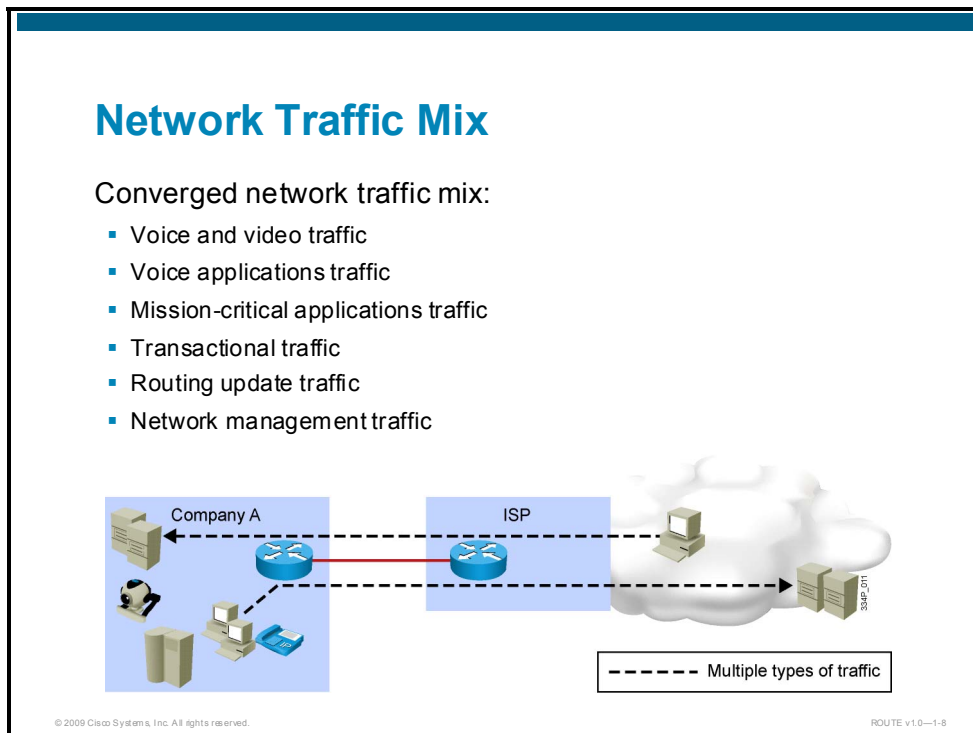 Network Traffic Mix
Converged network traffic mix:
▪ Voice and video traffic
▪ Voice applications traffic
▪ Mission-critical applications traffic
▪ Transactional traffic
▪ Routing update traffic
▪ Network management traffic
Company A
ISP
IP
334P_011
Multiple types of traffic
© 2009 Cisco Systems, Inc. All rights reserved.
ROUTE v1.0—1-8